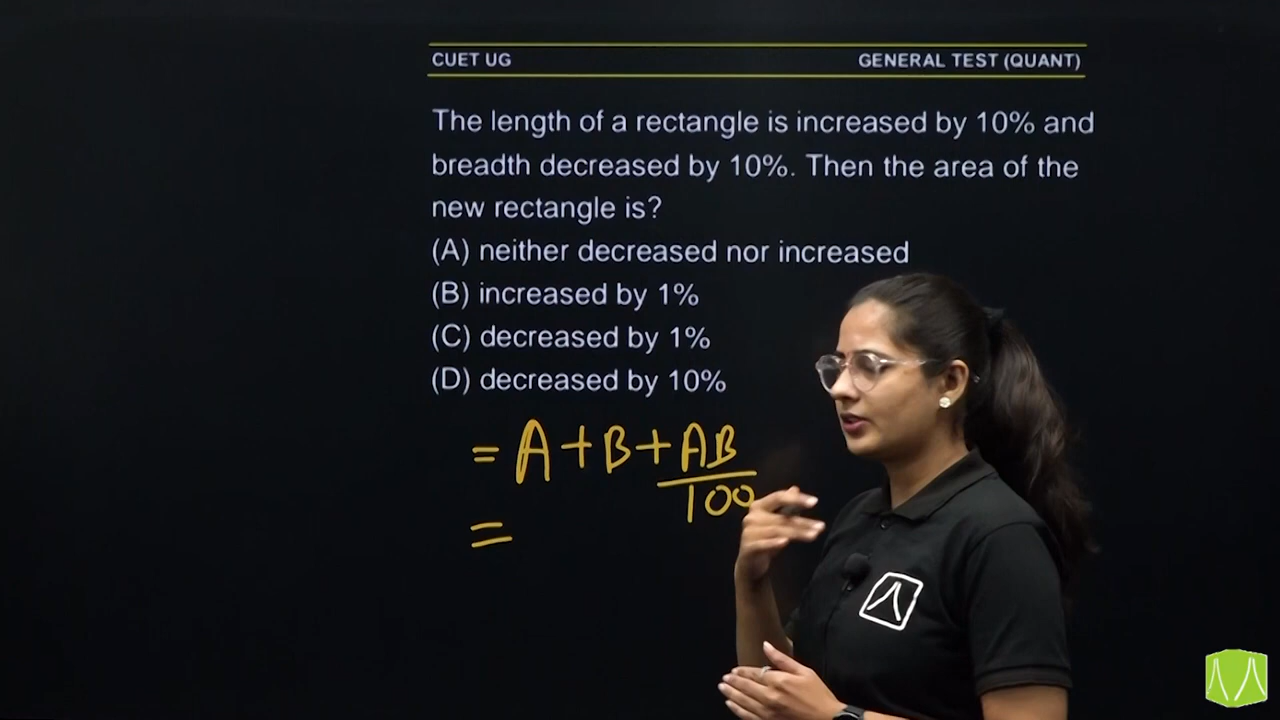 CUET UG GENERAL TEST (QUANT)
The length of a rectangle is increased by 10% and
breadth decreased by 10%. Then the area of the
new rectangle is?
(A) neither decreased nor increased
(B) increased by 1%
(C) decreased by 1%
(D) decreased by 10%
= A + B + AB/100
=